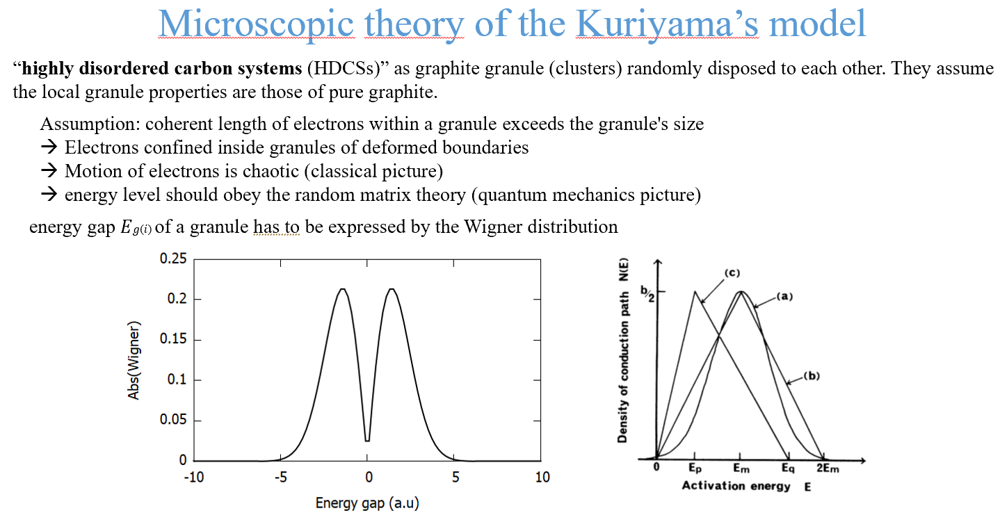 Microscopic theory of the Kuriyama’s model
“highly disordered carbon systems (HDCSs)” as graphite granule (clusters) randomly disposed to each other. They assume
the local granule properties are those of pure graphite.
Assumption: coherent length of electrons within a granule exceeds the granule's size
→ Electrons confined inside granules of deformed boundaries
→ Motion of electrons is chaotic (classical picture)
→ energy level should obey the random matrix theory (quantum mechanics picture)
energy gap E g(i) of a granule has to be expressed by the Wigner distribution
Abs(Wigner)
0.25
0.2
0.15
0.1
0.05
0
-10 -5 0 5 10
Energy gap (a.u)
Density of conduction path N(E)
b/2
(c)
(a)
(b)
0 Ep Em Eq 2Em
Activation energy E